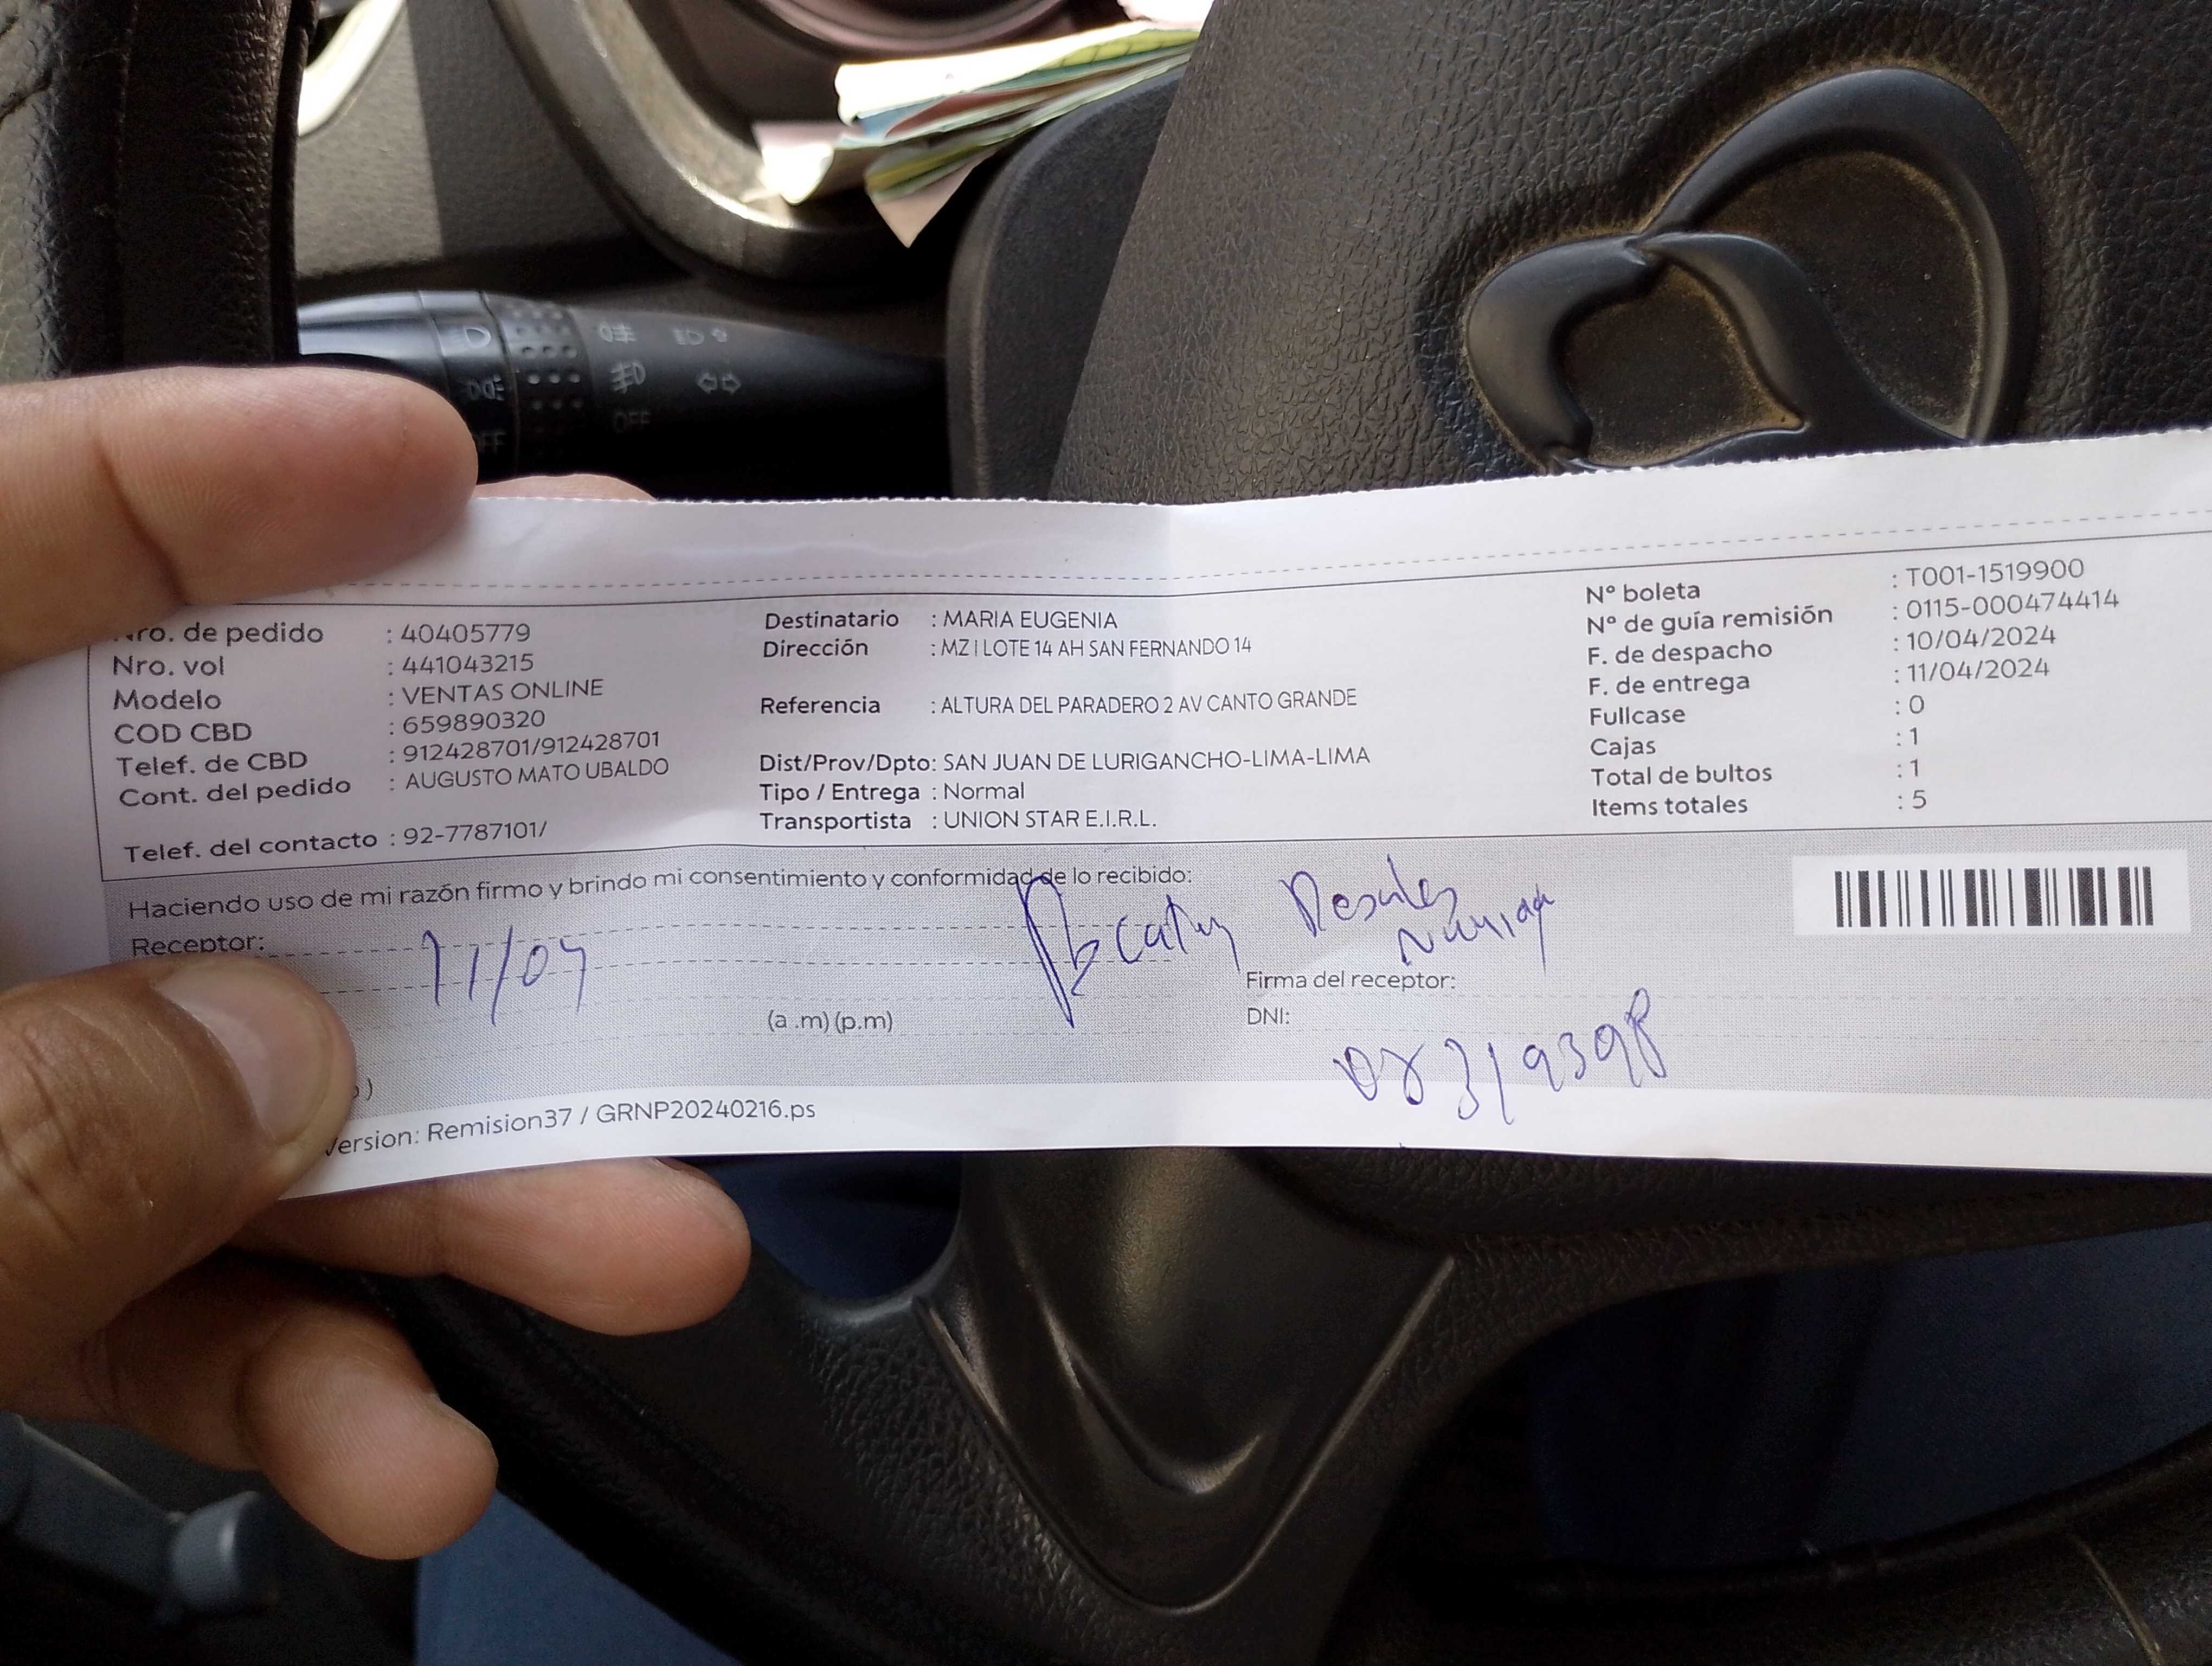 Nro. de pedido : 40405779
Nro. vol : 441043215
Modelo : VENTAS ONLINE
COD CBD : 659890320
Telef. de CBD : 912428701/912428701
Cont. del pedido : AUGUSTO MATO UBALDO
Telef. del contacto : 92-7787101/
Destinatario : MARIA EUGENIA
Dirección : MZ I LOTE 14 AH SAN FERNANDO 14
Referencia : ALTURA DEL PARADERO 2 AV CANTO GRANDE
Dist/Prov/Dpto: SAN JUAN DE LURIGANCHO-LIMA-LIMA
Tipo / Entrega : Normal
Transportista : UNION STAR E.I.R.L.
N° boleta : T001-1519900
N° de guía remisión : 0115-000474414
F. de despacho : 10/04/2024
F. de entrega : 11/04/2024
Fullcase : 0
Cajas : 1
Total de bultos : 1
Items totales : 5
Haciendo uso de mi razón firmo y brindo mi consentimiento y conformidad de lo recibido:
Receptor:
11/04
(a .m) (p.m)
Firma del receptor:
DNI:
Version: Remision37 / GRNP20240216.ps
OFF